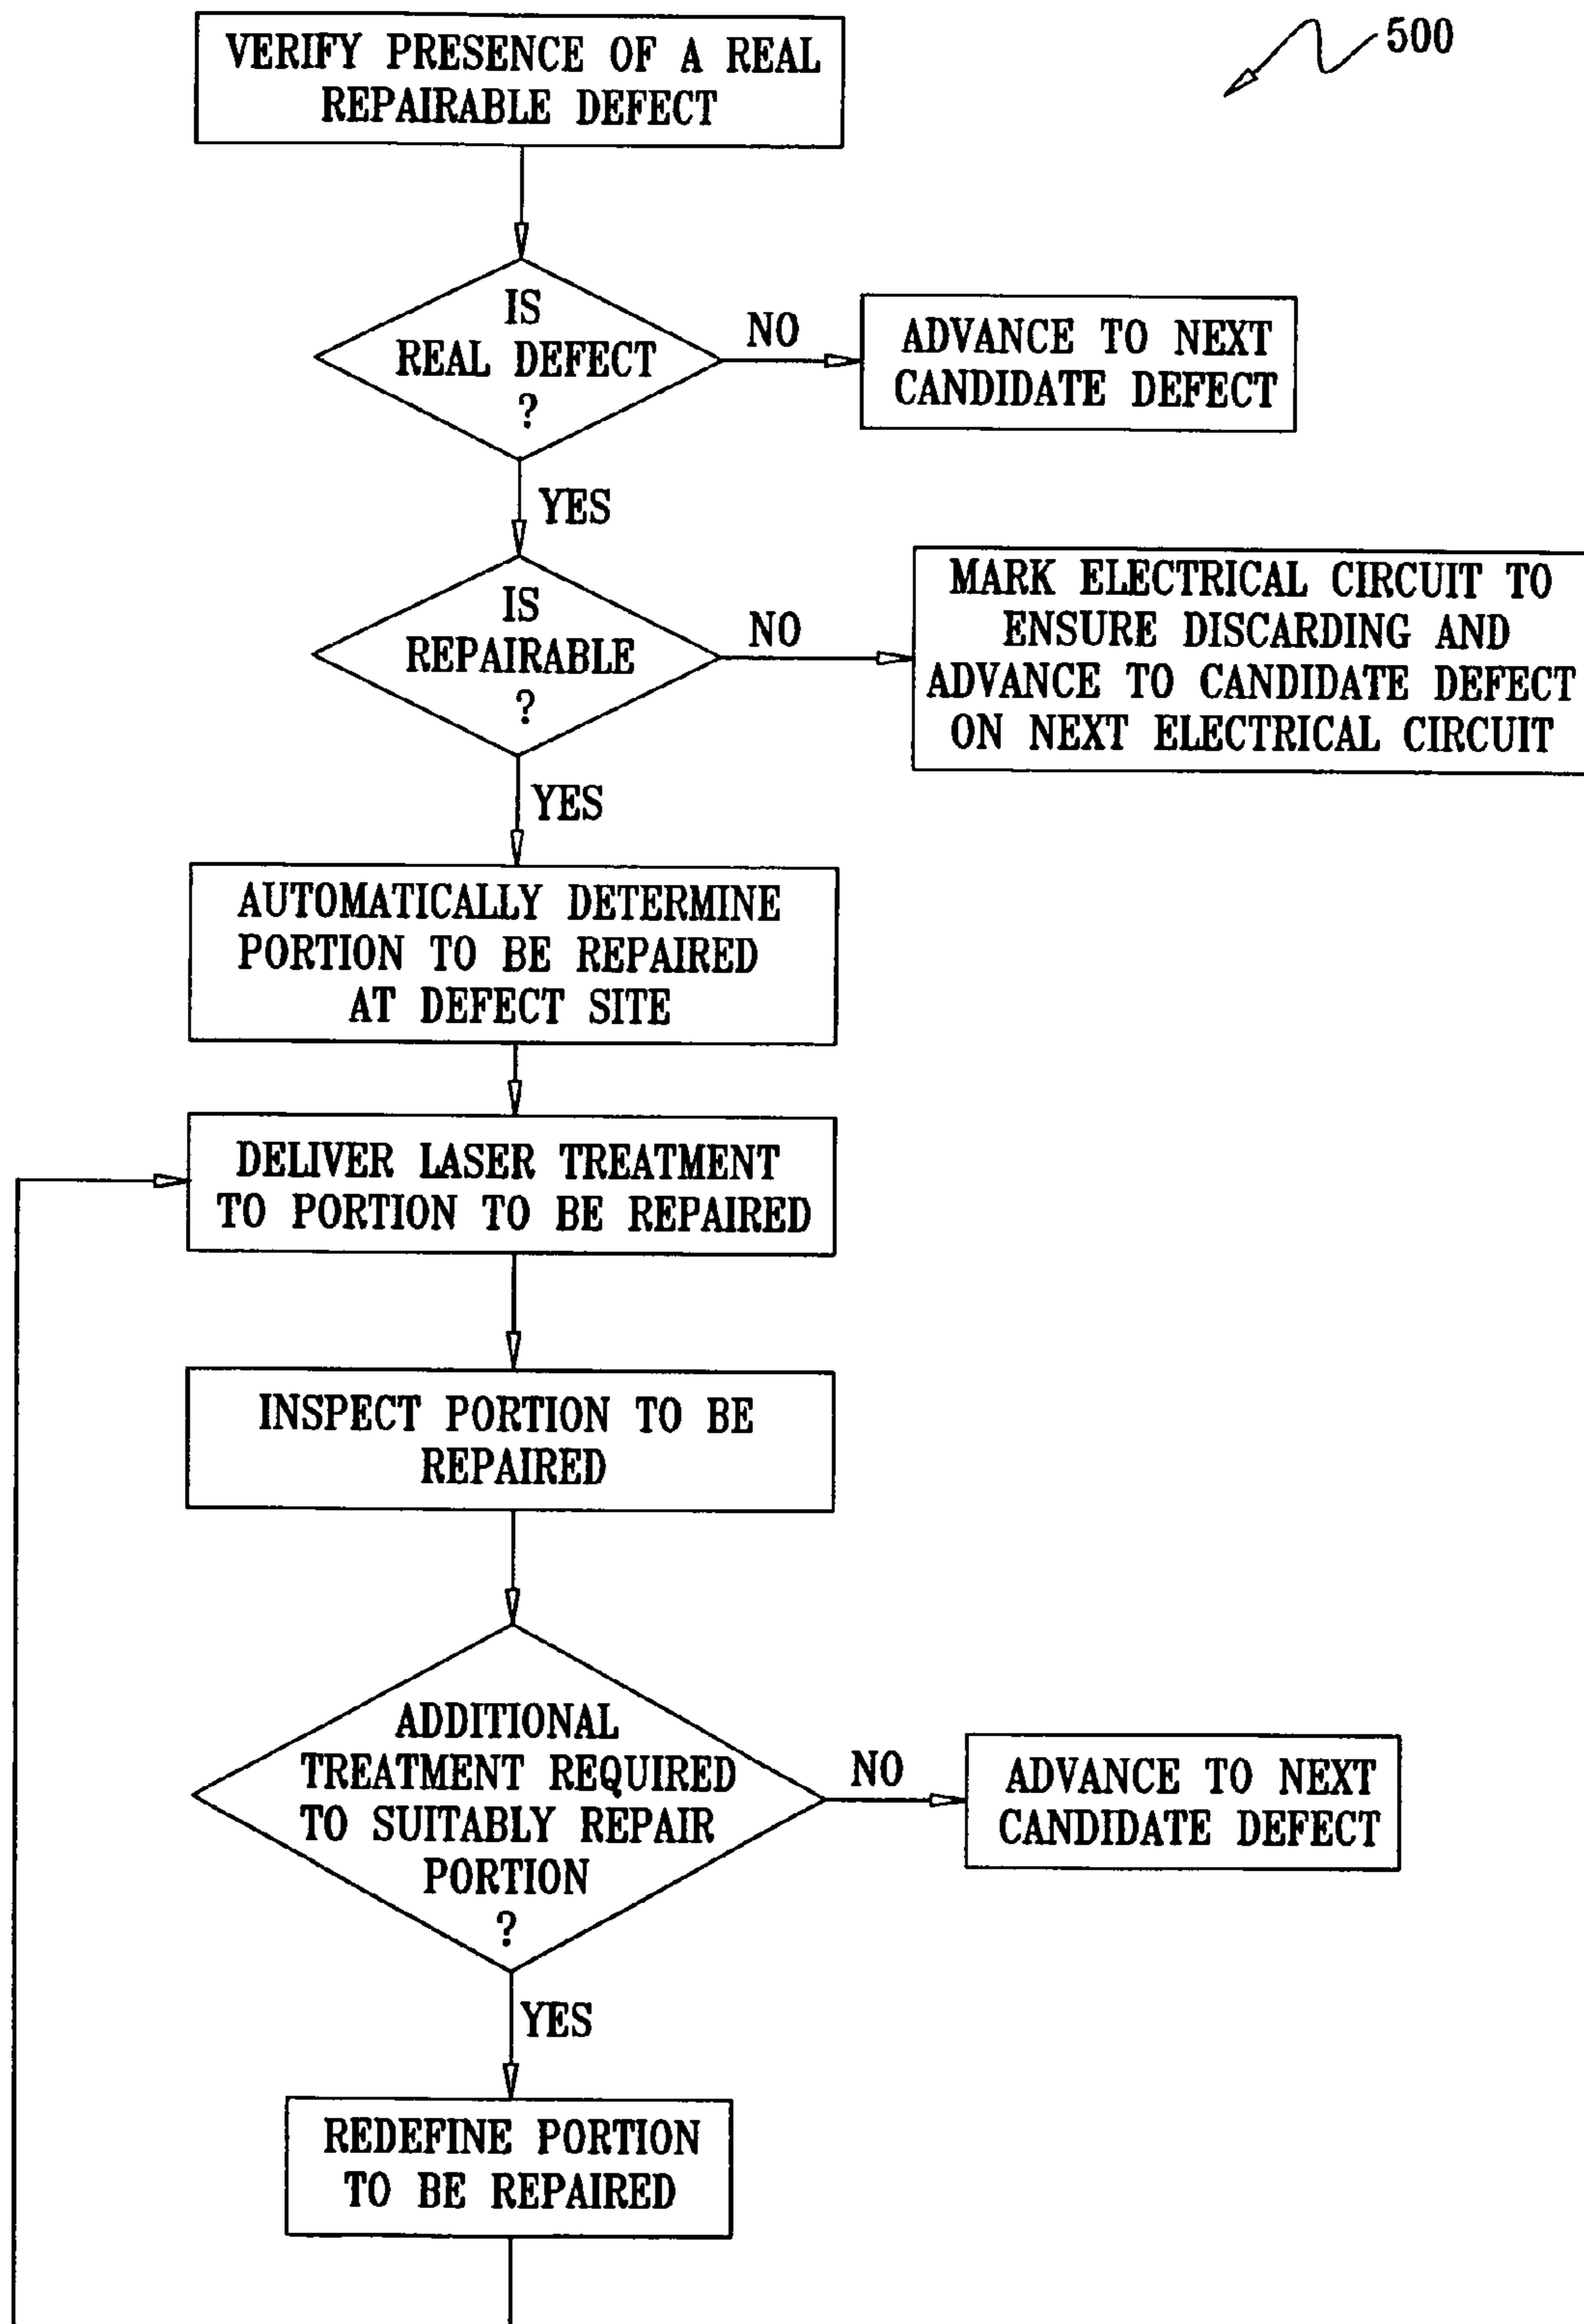 500
VERIFY PRESENCE OF A REAL
REPAIRABLE DEFECT
IS
REAL DEFECT
?
NO
ADVANCE TO NEXT
CANDIDATE DEFECT
YES
IS
REPAIRABLE
?
NO
MARK ELECTRICAL CIRCUIT TO
ENSURE DISCARDING AND
ADVANCE TO CANDIDATE DEFECT
ON NEXT ELECTRICAL CIRCUIT
YES
AUTOMATICALLY DETERMINE
PORTION TO BE REPAIRED
AT DEFECT SITE
DELIVER LASER TREATMENT
TO PORTION TO BE REPAIRED
INSPECT PORTION TO BE
REPAIRED
ADDITIONAL
TREATMENT REQUIRED
TO SUITABLY REPAIR
PORTION
?
NO
ADVANCE TO NEXT
CANDIDATE DEFECT
YES
REDEFINE PORTION
TO BE REPAIRED